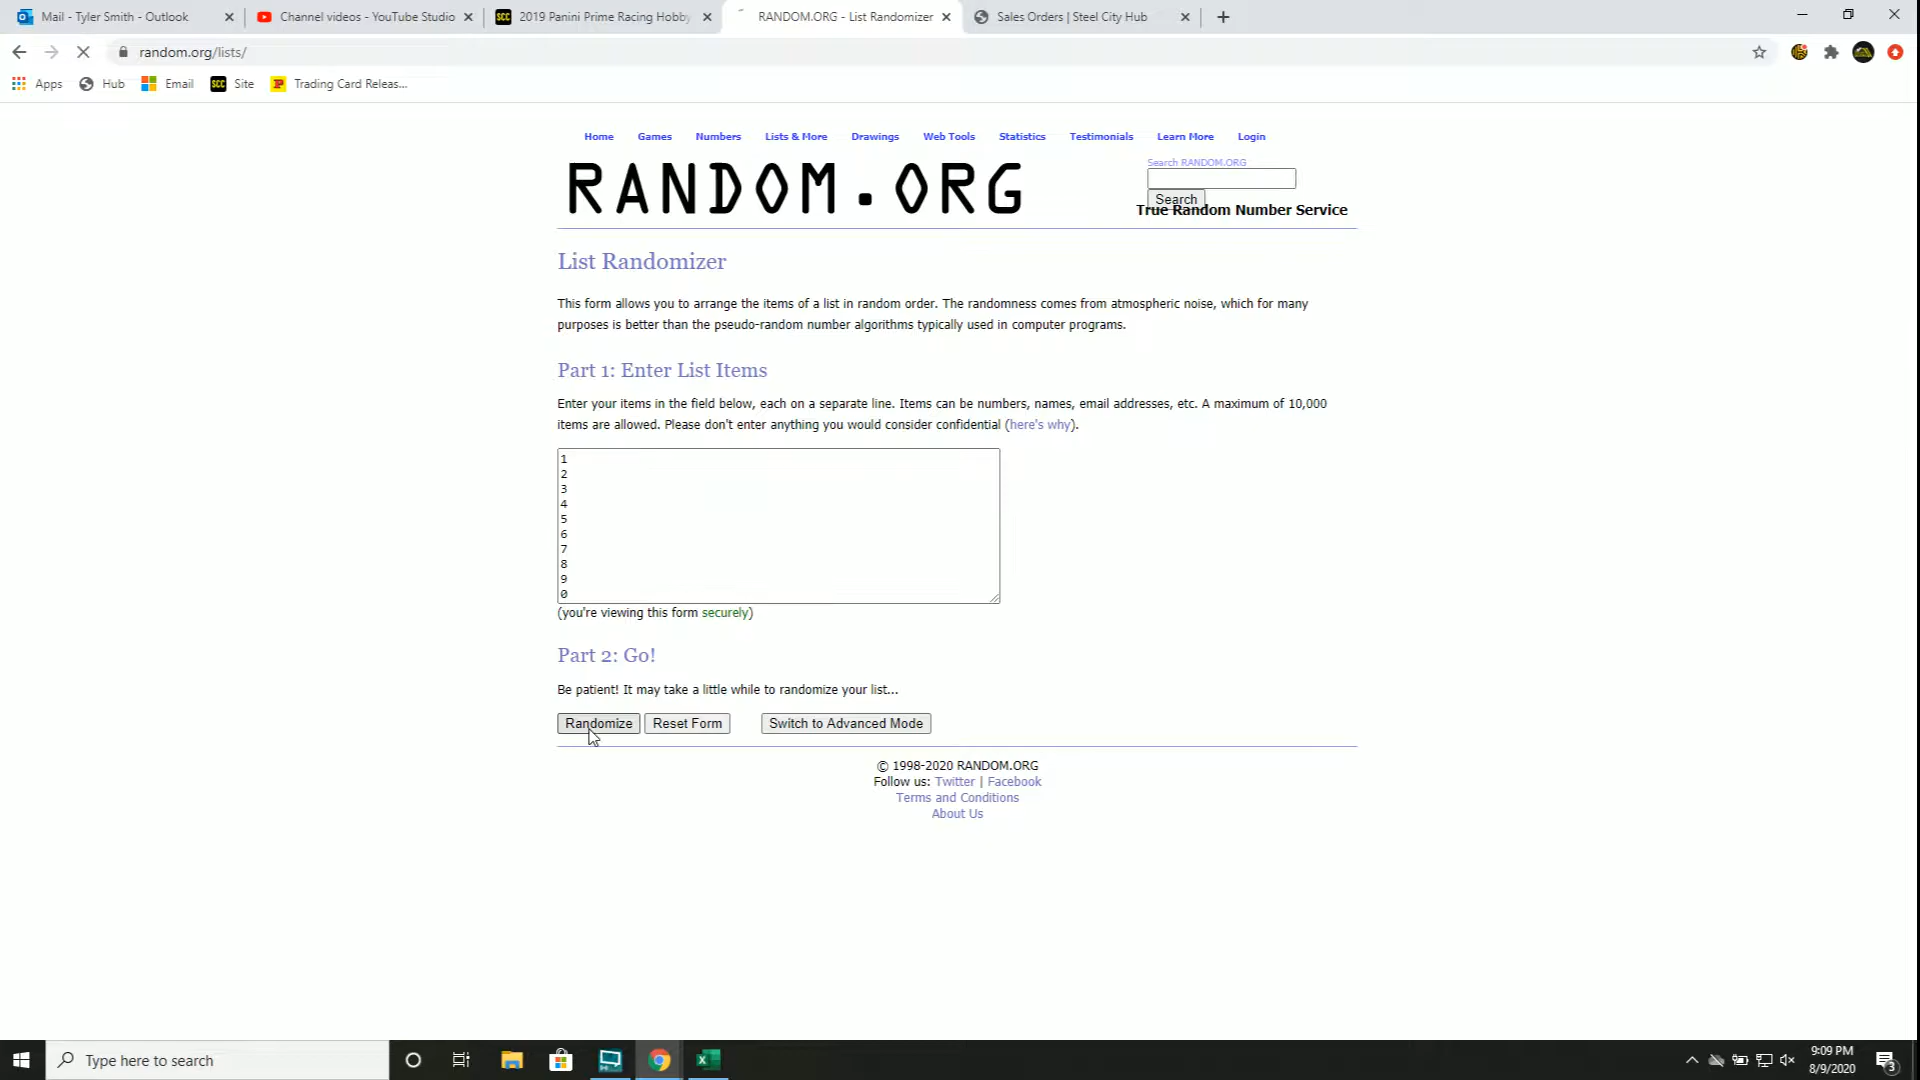 Mail - Tyler Smith - Outlook
Channel videos - YouTube Studio
SCC 2019 Panini Prime Racing Hobby
RANDOM.ORG - List Randomizer
Sales Orders | Steel City Hub
random.org/lists/
Apps
Hub
Email
SCC Site
Trading Card Releas...
Home Games Numbers Lists & More Drawings Web Tools Statistics Testimonials Learn More Login
RANDOM.ORG
Search RANDOM.ORG
Search
True Random Number Service
List Randomizer
This form allows you to arrange the items of a list in random order. The randomness comes from atmospheric noise, which for many
purposes is better than the pseudo-random number algorithms typically used in computer programs.
Part 1: Enter List Items
Enter your items in the field below, each on a separate line. Items can be numbers, names, email addresses, etc. A maximum of 10,000
items are allowed. Please don't enter anything you would consider confidential (here's why).
1
2
3
4
5
6
7
8
9
0
(you're viewing this form securely)
Part 2: Go!
Be patient! It may take a little while to randomize your list...
Randomize Reset Form Switch to Advanced Mode
© 1998-2020 RANDOM.ORG
Follow us: Twitter | Facebook
Terms and Conditions
About Us
Type here to search
9:09 PM
8/9/2020
3